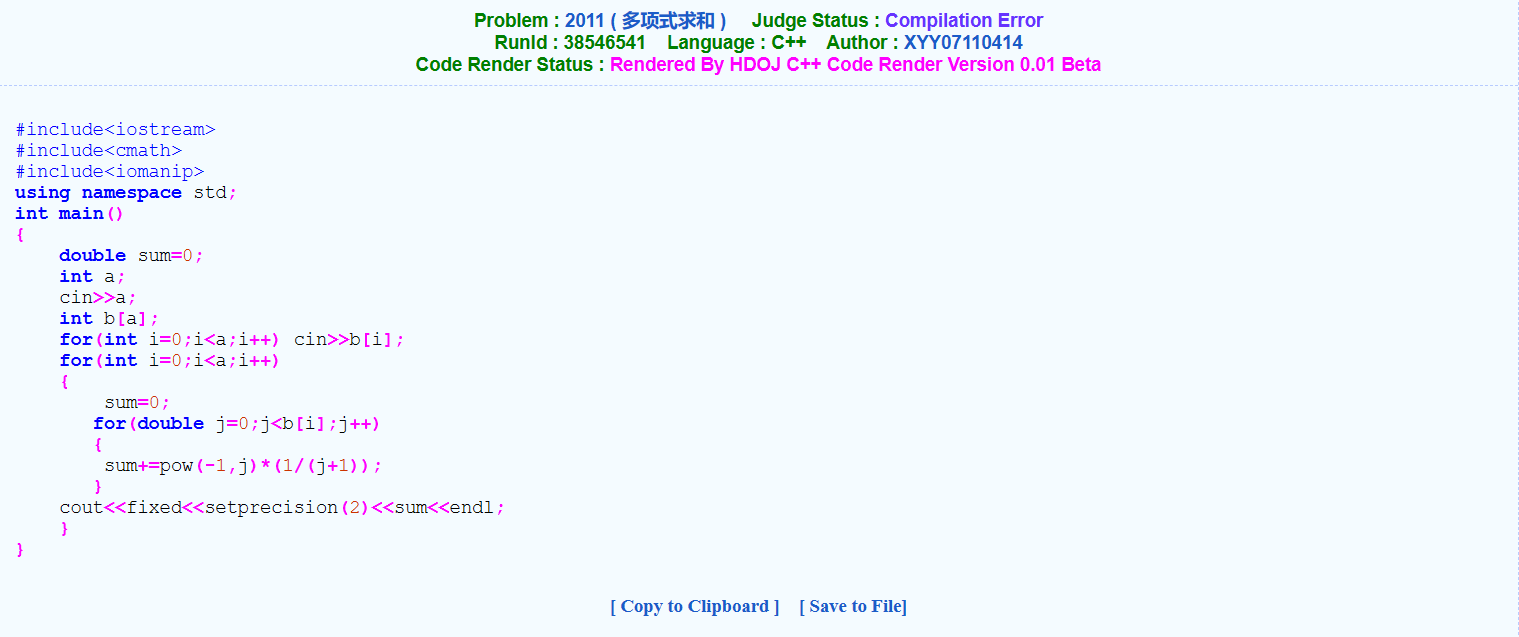 Problem : 2011 ( 多项式求和 )     Judge Status : Compilation Error
RunId : 38546541    Language : C++    Author : XYY07110414
Code Render Status : Rendered By HDOJ C++ Code Render Version 0.01 Beta
#include<iostream>
#include<cmath>
#include<iomanip>
using namespace std;
int main()
{
    double sum=0;
    int a;
    cin>>a;
    int b[a];
    for(int i=0;i<a;i++) cin>>b[i];
    for(int i=0;i<a;i++)
    {
        sum=0;
       for(double j=0;j<b[i];j++)
       {
        sum+=pow(-1,j)*(1/(j+1));
       }
    cout<<fixed<<setprecision(2)<<sum<<endl;
    }
}
[ Copy to Clipboard ]    [ Save to File]